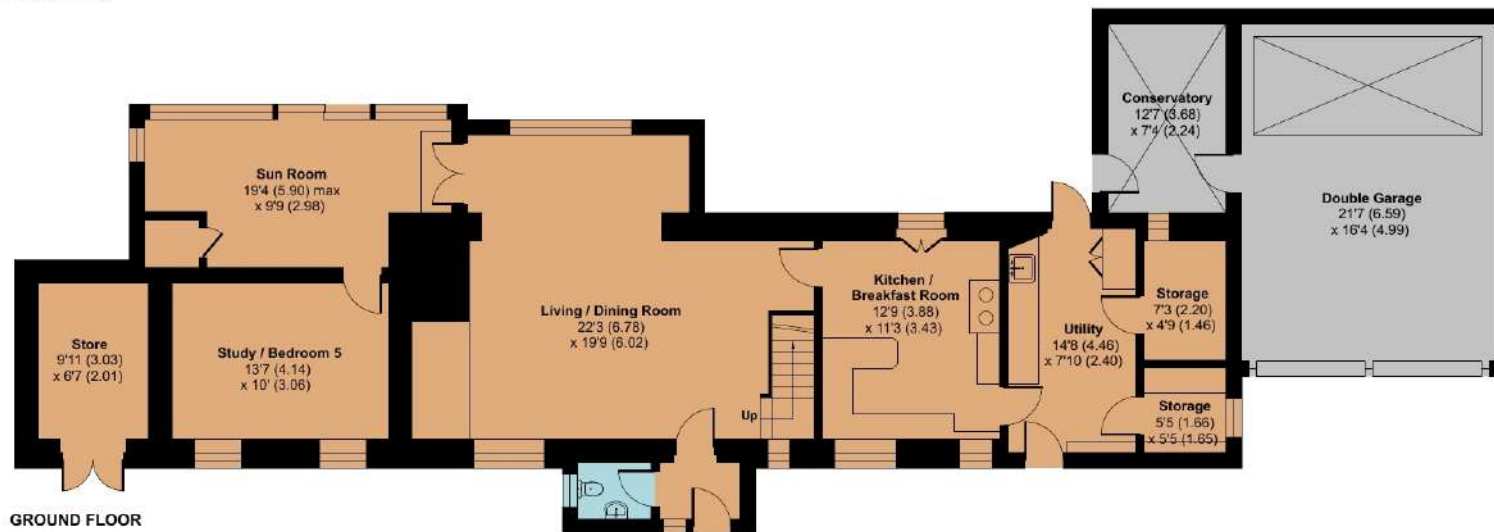 Conservatory
12'7 (3.68)
x 7'4 (2.24)
Sun Room
19'4 (5.90) max
x 9'9 (2.98)
Double Garage
21'7 (6.59)
x 16'4 (4.99)
Kitchen /
Breakfast Room
12'9 (3.88)
x 11'3 (3.43)
Storage
7'3 (2.20)
x 4'9 (1.46)
Living / Dining Room
22'3 (6.78)
x 19'9 (6.02)
Utility
14'8 (4.46)
x 7'10 (2.40)
Store
9'11 (3.03)
x 6'7 (2.01)
Study / Bedroom 5
13'7 (4.14)
x 10' (3.06)
Up
Storage
5'5 (1.66)
x 5'5 (1.65)
GROUND FLOOR